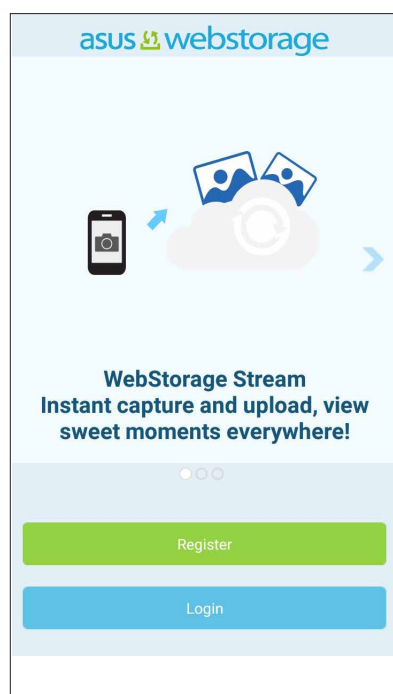 asus webstorage
WebStorage Stream
Instant capture and upload, view
sweet moments everywhere!
Register
Login